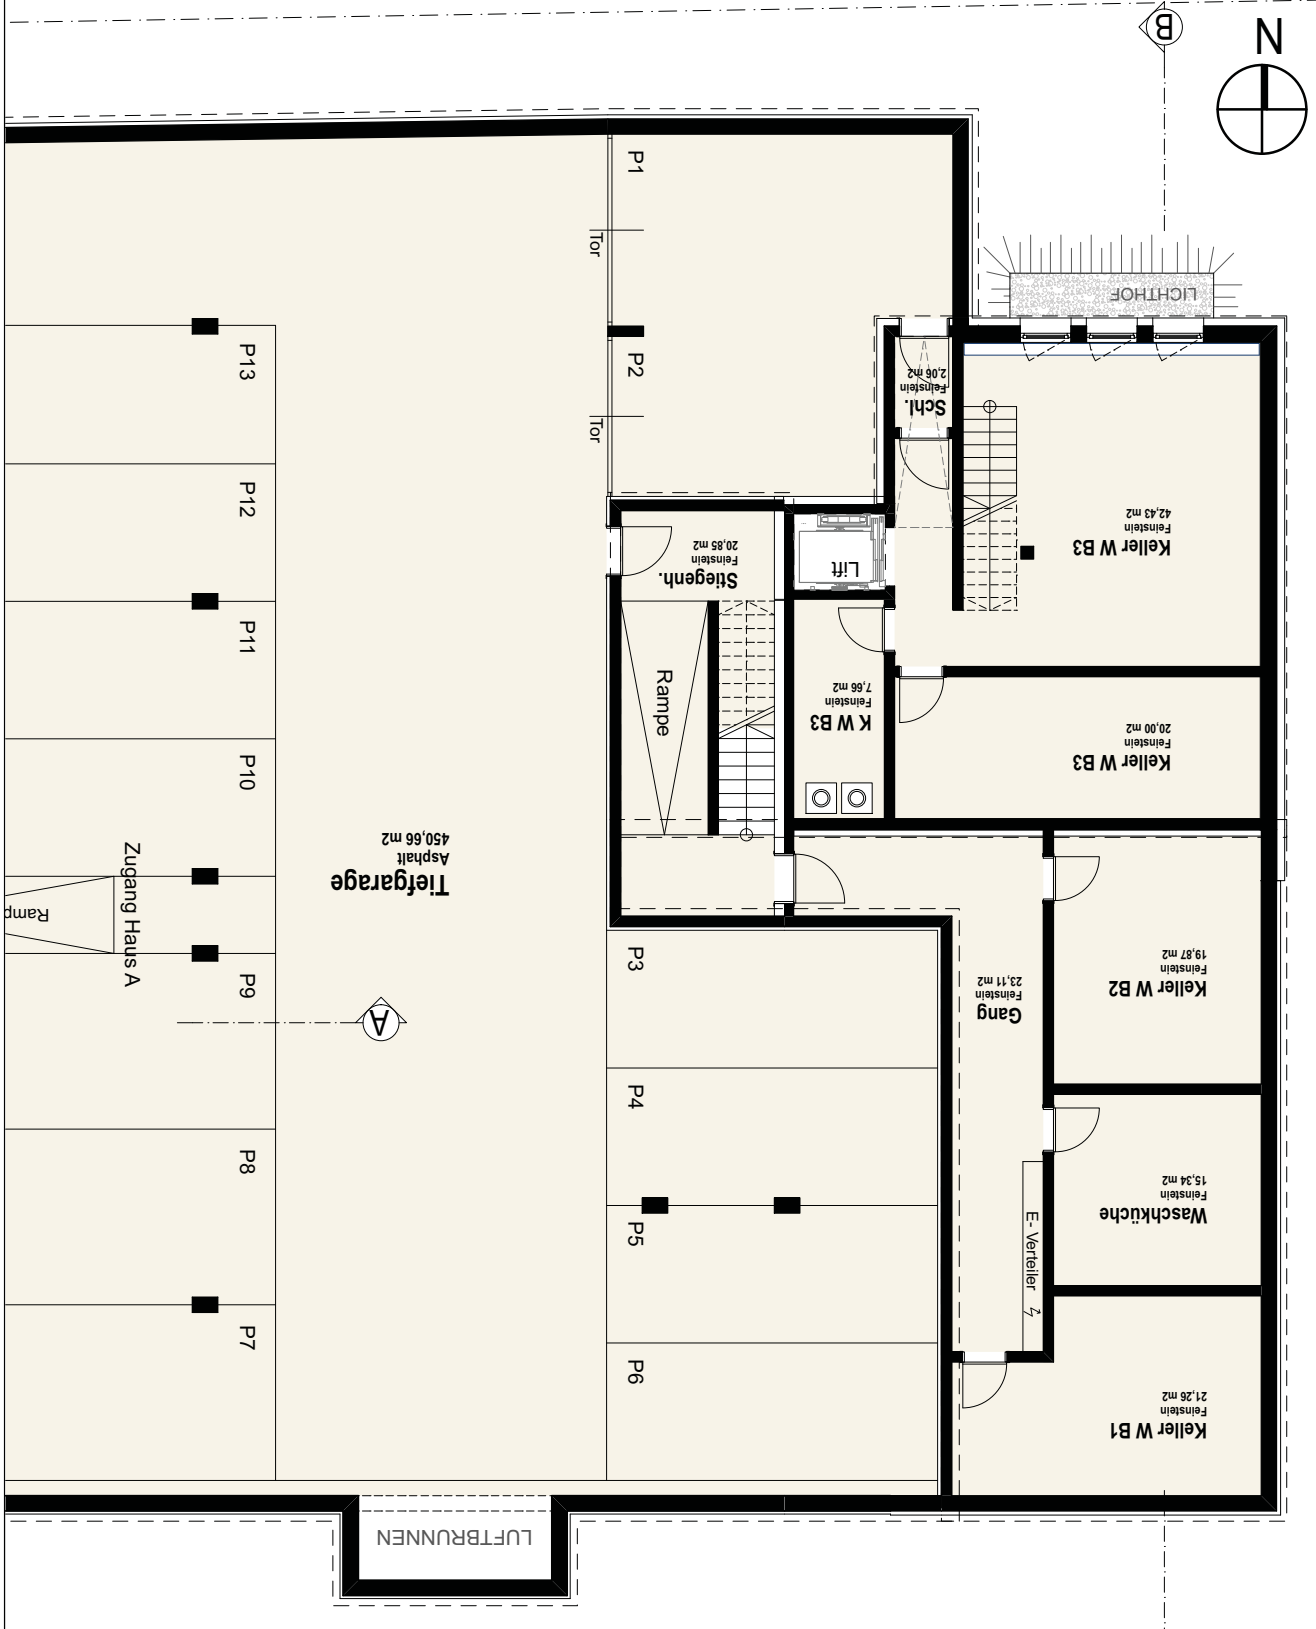 B
N
P1
Tor
LICHTHOF
P13
P2
Schl.
Feinstein
2,06 m2
Tor
P12
Keller W B3
Feinstein
42,43 m2
Stiegenh.
Feinstein
20,85 m2
Lift
P11
Rampe
K W B3
Feinstein
7,66 m2
Keller W B3
Feinstein
20,00 m2
P10
Tiefgarage
Asphalt
450,66 m2
Zugang Haus A
Ramp
P9
P3
A
Gang
Feinstein
23,11 m2
Keller W B2
Feinstein
19,87 m2
P4
P8
Waschküche
Feinstein
15,34 m2
P5
E- Verteiler
P7
P6
Keller W B1
Feinstein
21,26 m2
LUFTBRUNNEN